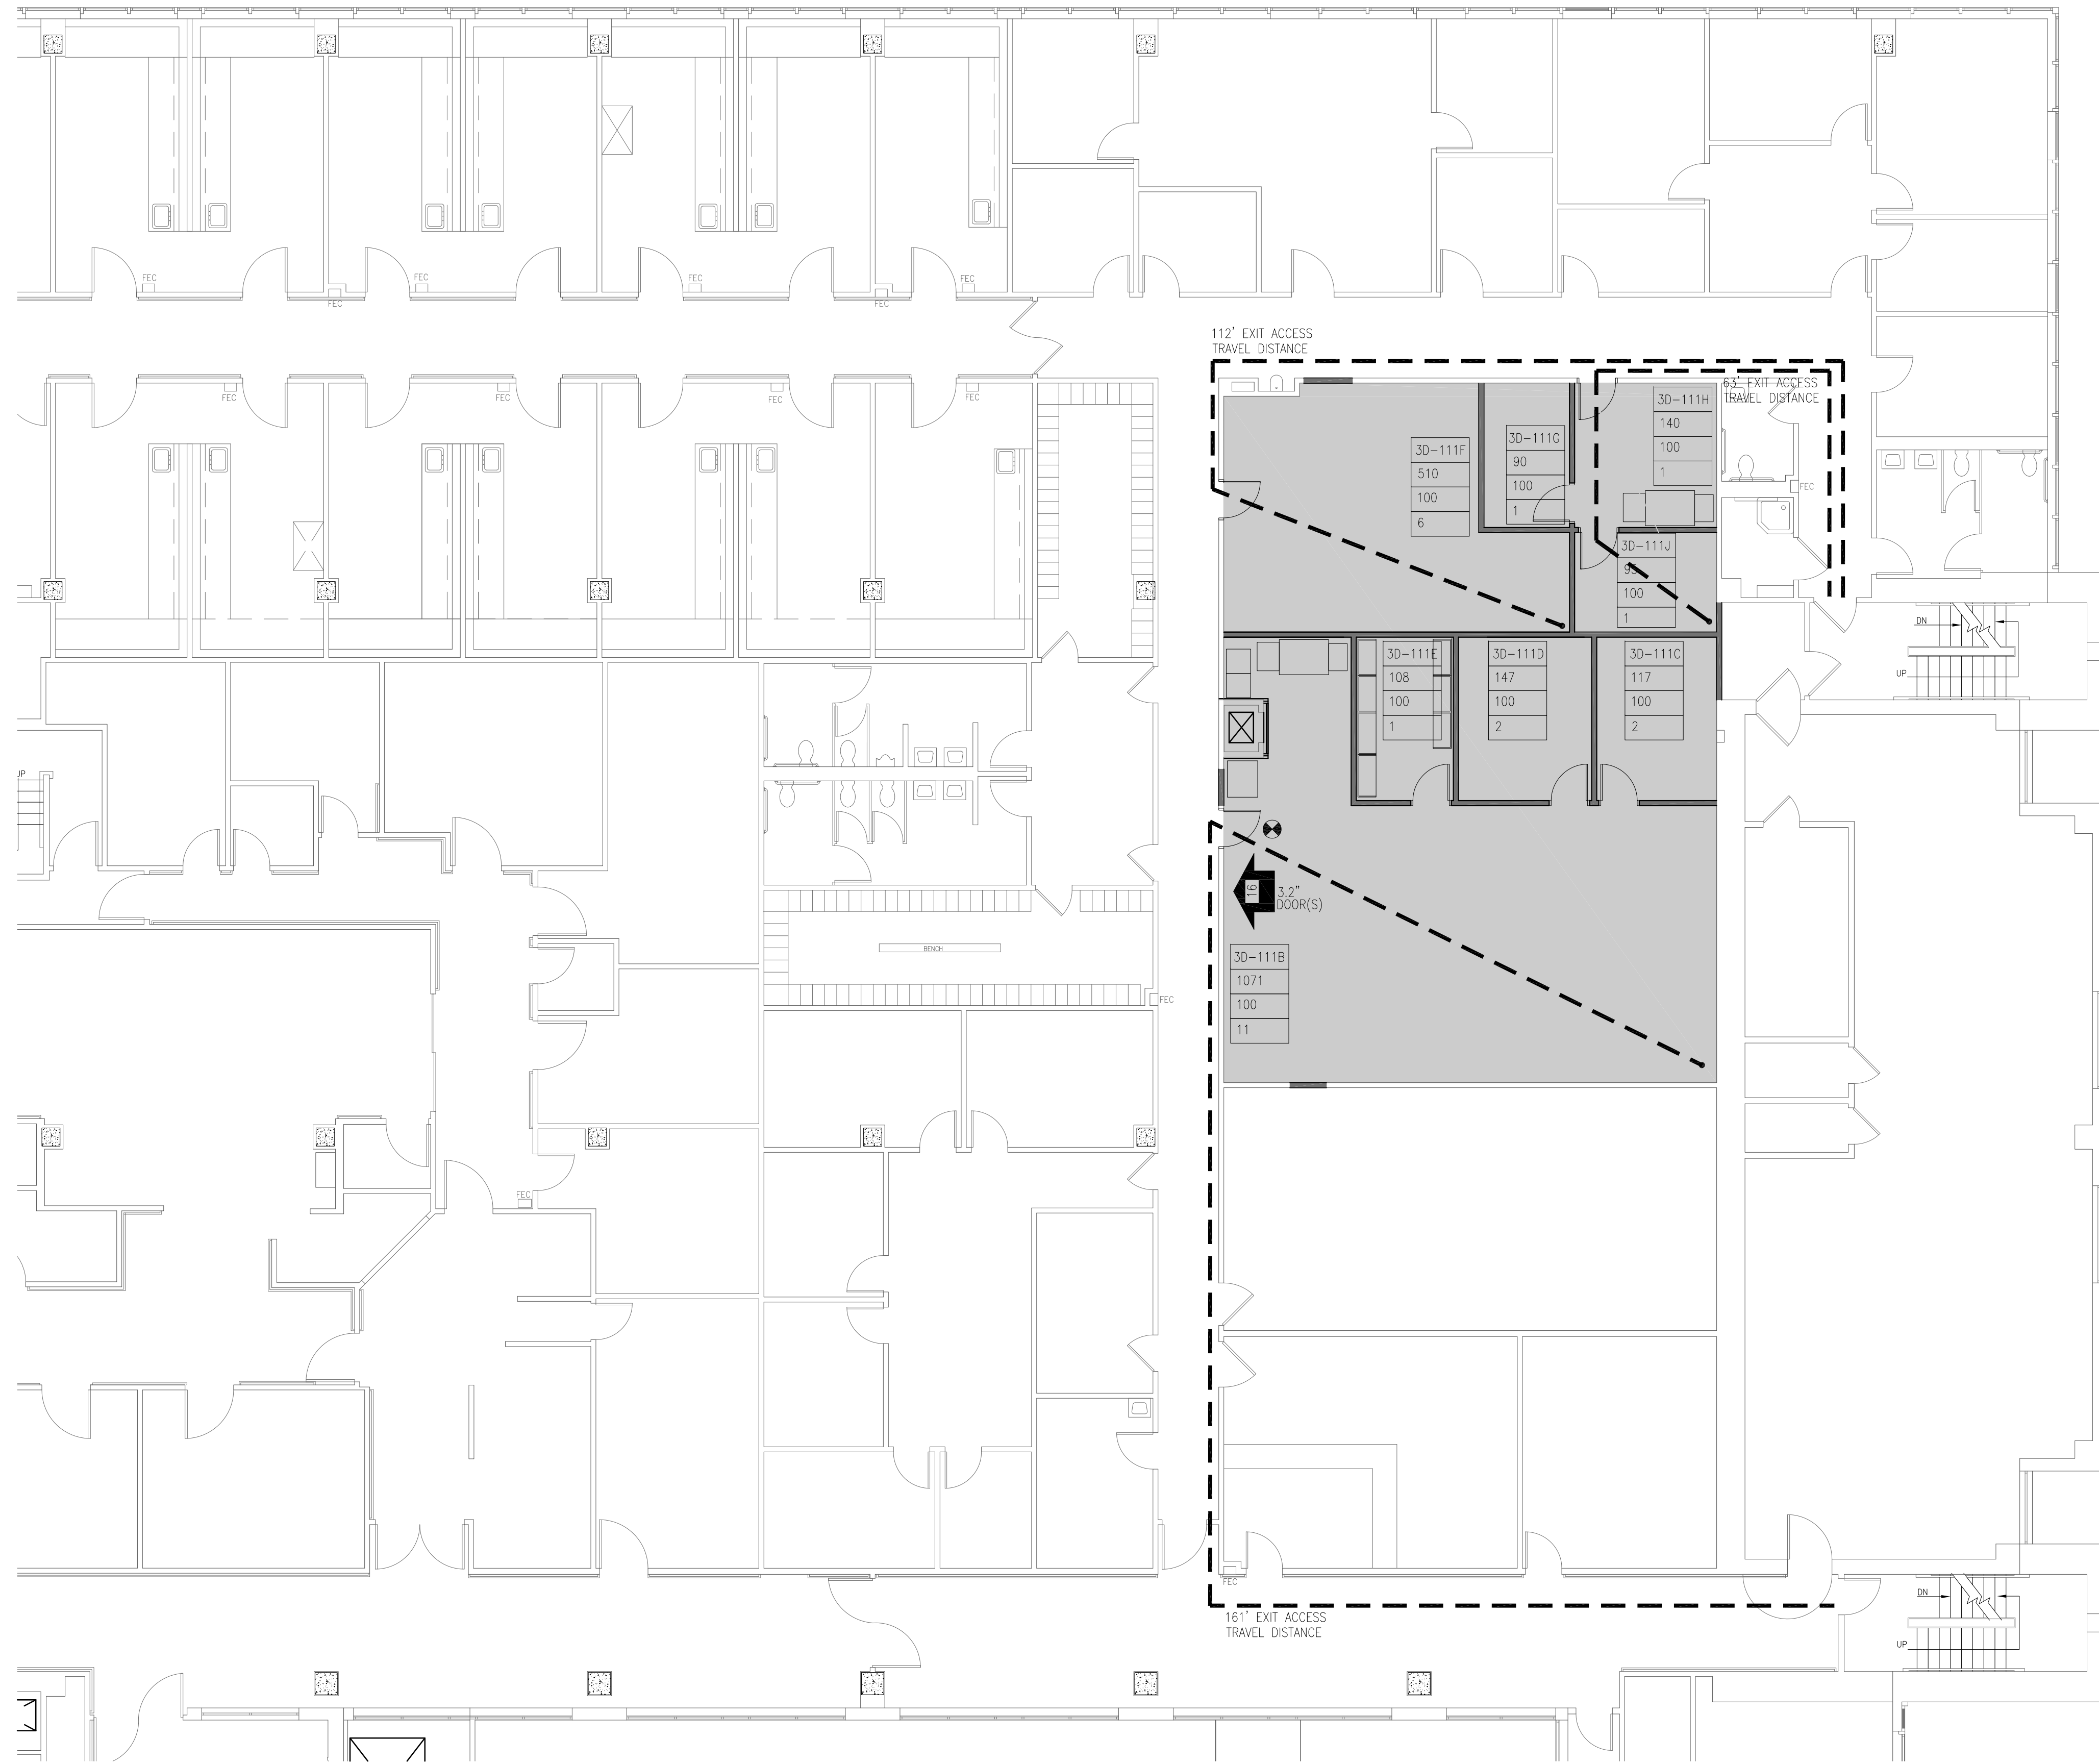 FEC
FEC
FEC
FEC
FEC
FEC
112' EXIT ACCESS
TRAVEL DISTANCE
63' EXIT ACCESS
TRAVEL DISTANCE
FEC
FEC
FEC
FEC
3D-111H
140
100
1
3D-111G
90
100
1
3D-111F
510
100
6
FEC
3D-111J
100
1
DN
UP
3D-111E
108
100
1
3D-111D
147
100
2
3D-111C
117
100
2
UP
16
3.2"
DOOR(S)
BENCH
3D-111B
1071
100
11
FEC
FEC
FEC
161' EXIT ACCESS
TRAVEL DISTANCE
DN
UP